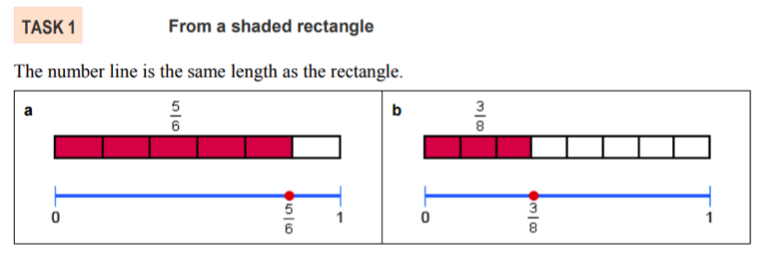 TASK 1 From a shaded rectangle
The number line is the same length as the rectangle.
a 5/6 b 3/8
0 5/6 1 0 3/8 1